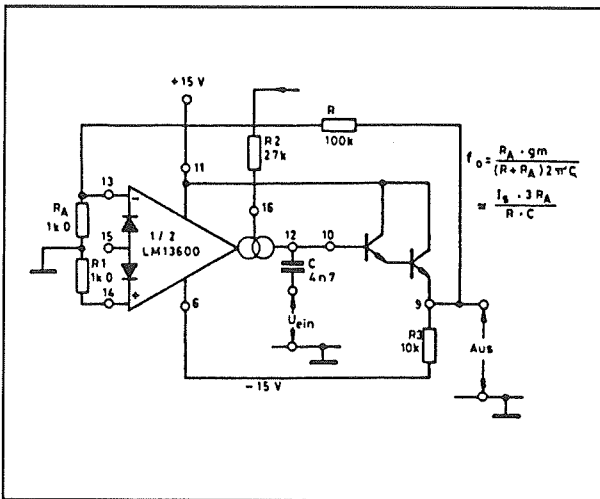 +15 V
R
100k
R2
27k
f₀ = R_A · gm / (R + R_A) 2πC
≈ I_s · 3 R_A / R · C
13
11
16
−
R_A
1k0
15
1/2
LM13600
12
10
R1
1k0
C
4n7
14
+
6
9
U_ein
R3
10k
Aus
−15 V